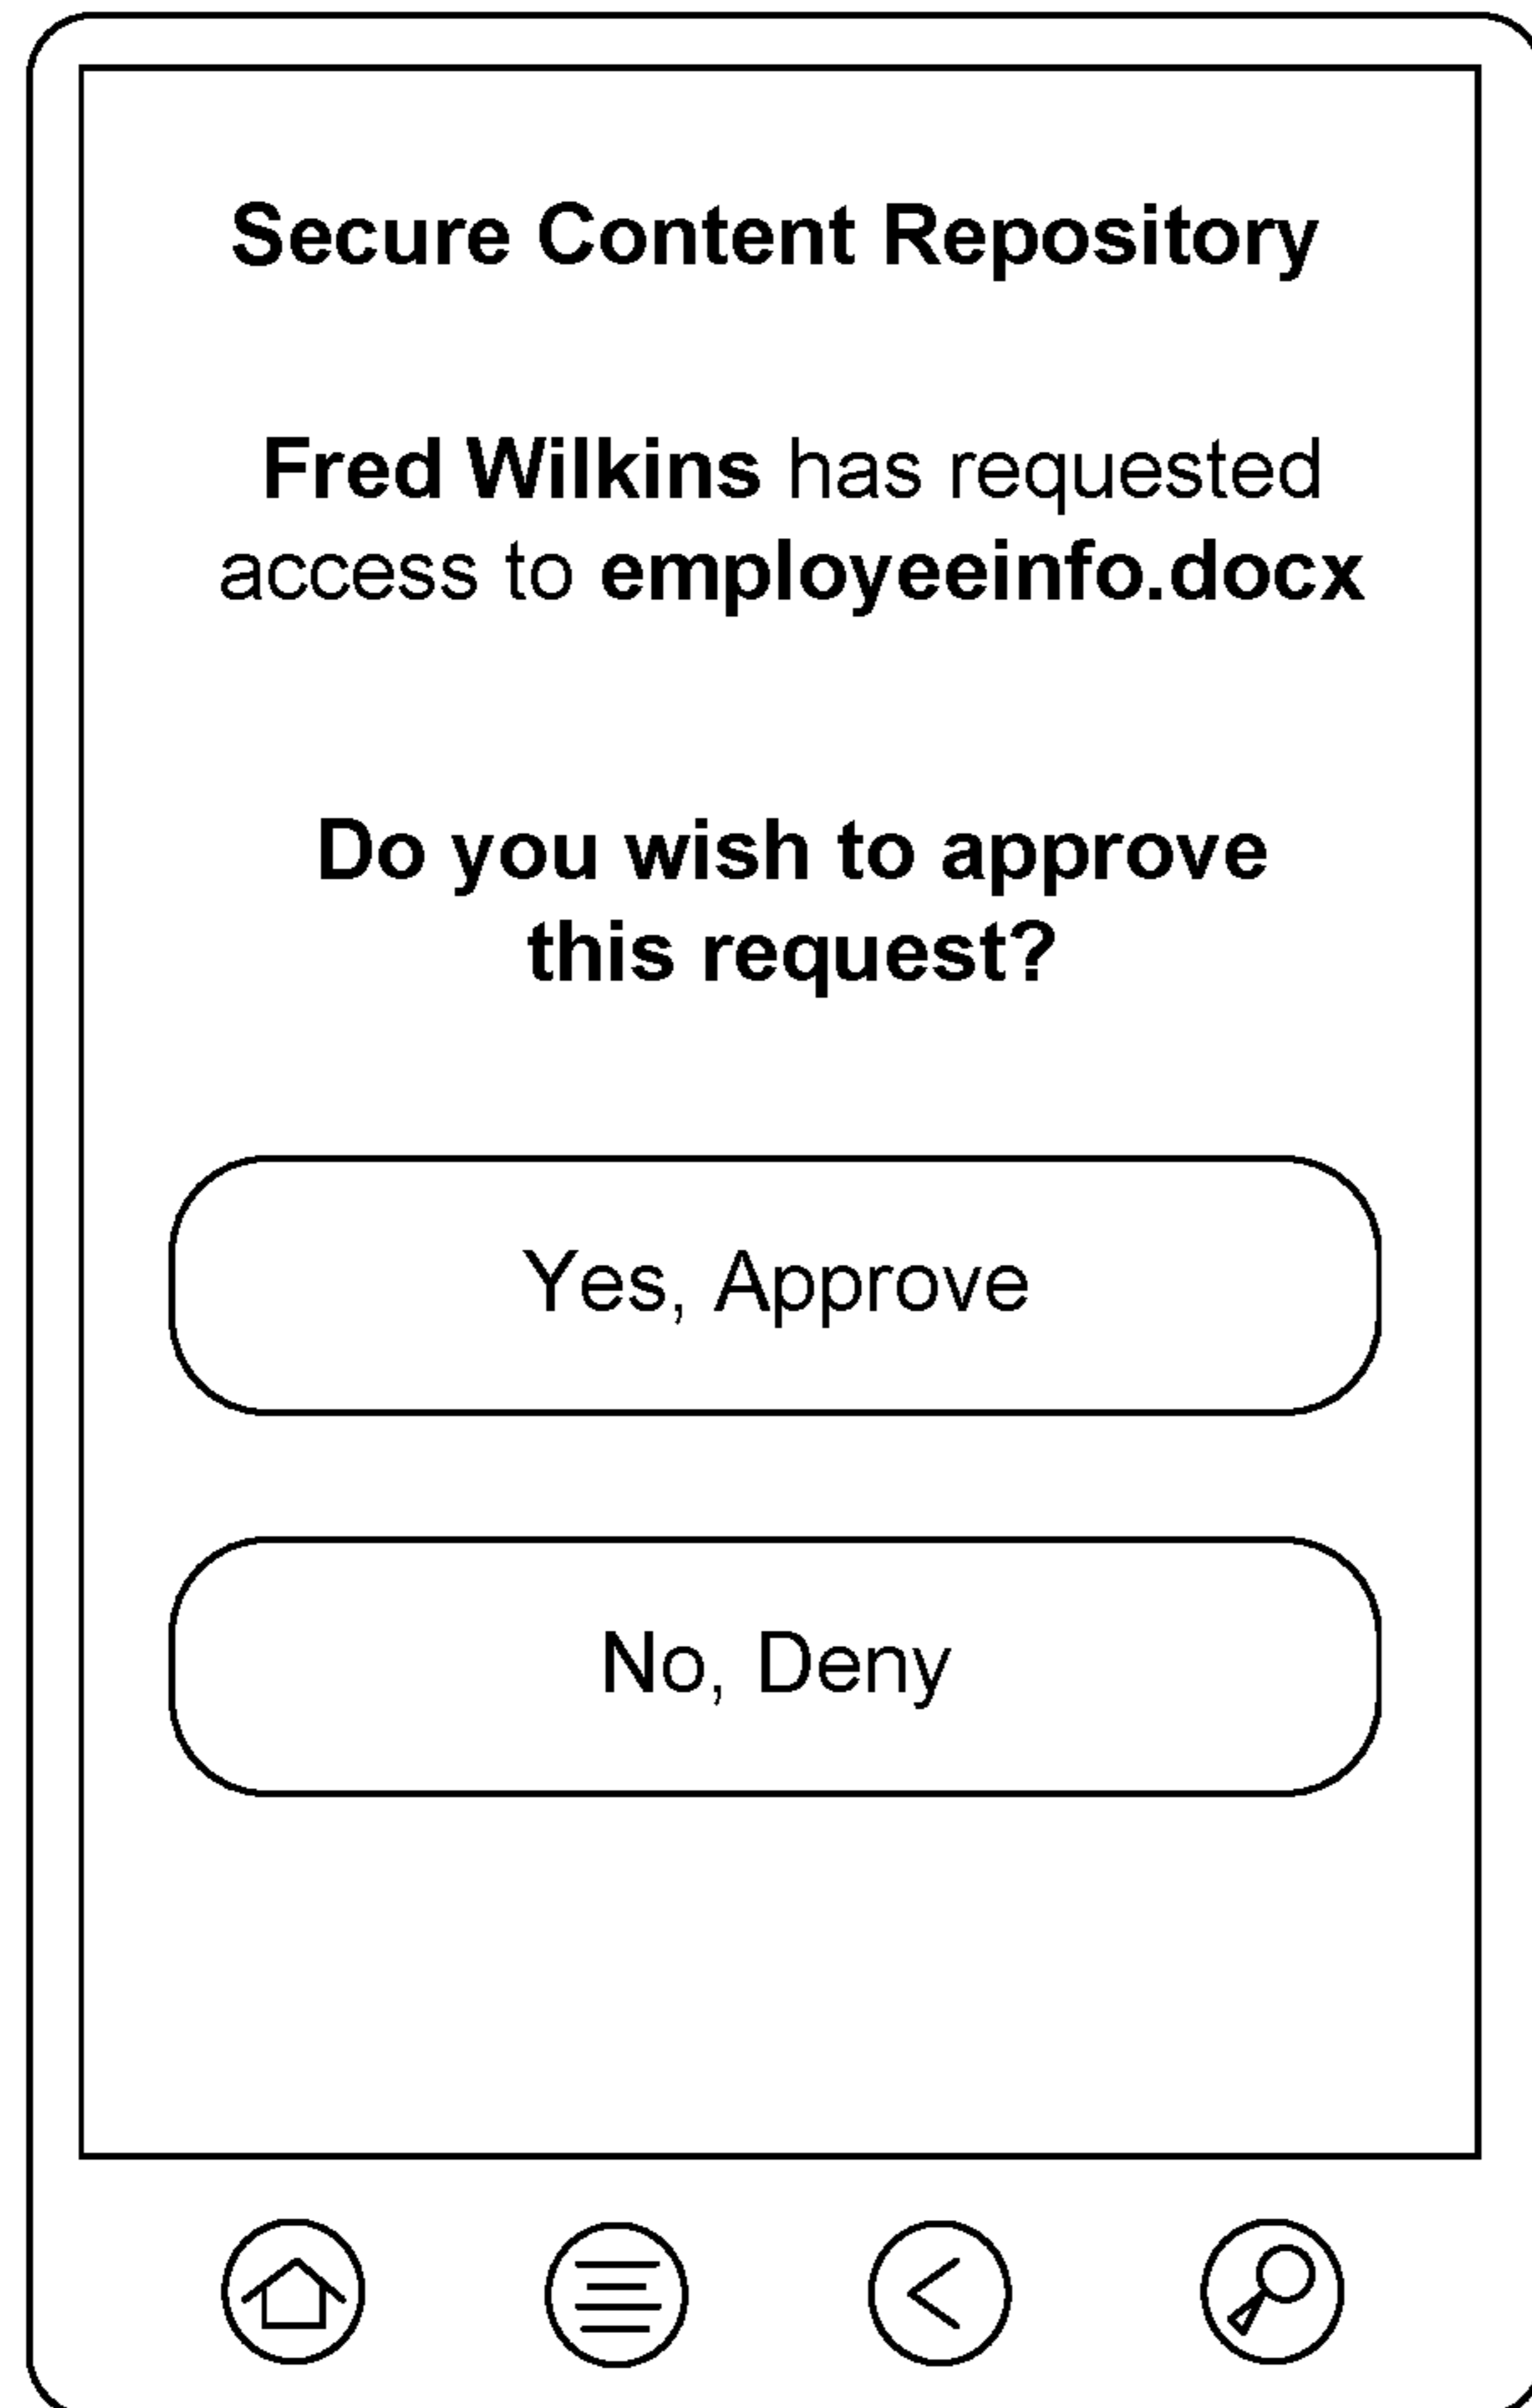 Secure Content Repository
Fred Wilkins has requested
access to employeeinfo.docx
Do you wish to approve
this request?
Yes, Approve
No, Deny